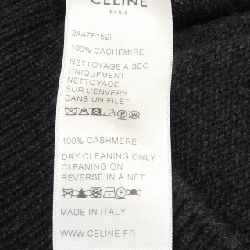 CELINE
PARIS
100% CACHEMIRE
NETTOYAGE A SEC
UNIQUEMENT
NETTOYAGE
SUR L'ENVERS
DANS UN FILET
100% CASHMERE
DRY CLEANING ONLY
CLEANING ON
REVERSE IN A NET
MADE IN ITALY
WWW.CELINE.FR